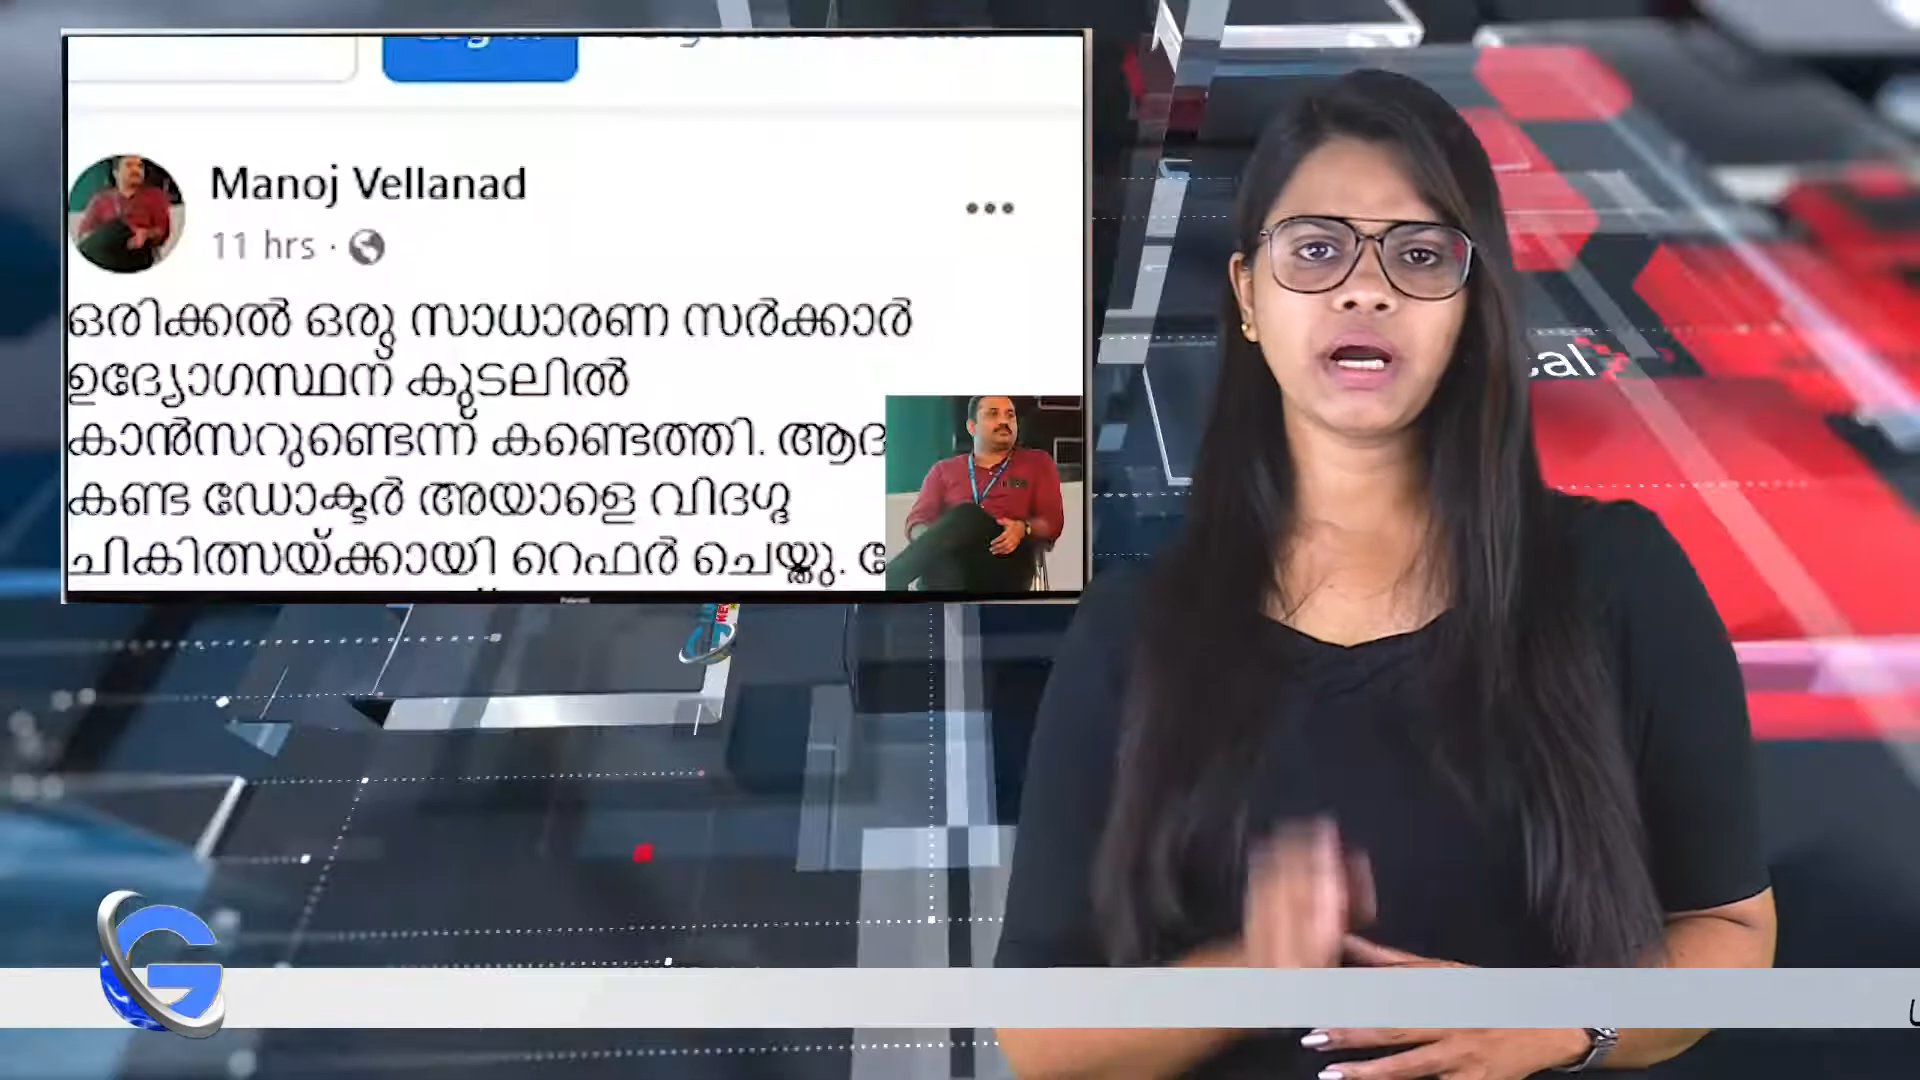 Manoj Vellanad
11 hrs ·
ഒരിക്കൽ ഒരു സാധാരണ സർക്കാർ
ഉദ്യോഗസ്ഥന് കുടലിൽ
കാൻസറുണ്ടെന്ന് കണ്ടെത്തി. ആദ
കണ്ട ഡോക്ടർ അയാളെ വിദഗ്ദ്ധ
ചികിത്സയ്ക്കായി റെഫർ ചെയ്തു.